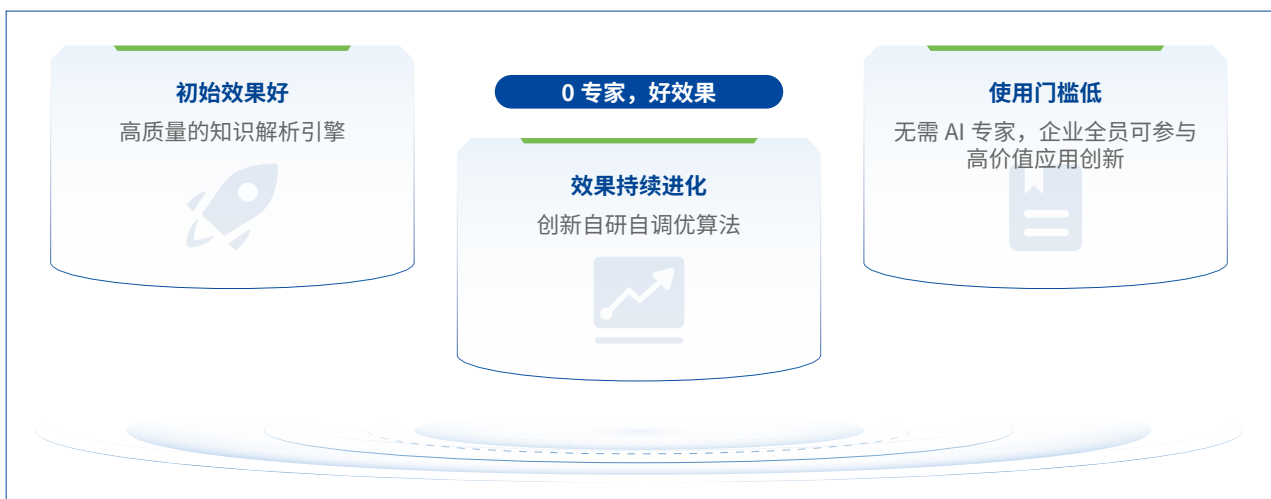 0 专家，好效果
初始效果好
高质量的知识解析引擎
效果持续进化
创新自研自调优算法
使用门槛低
无需 AI 专家，企业全员可参与
高价值应用创新